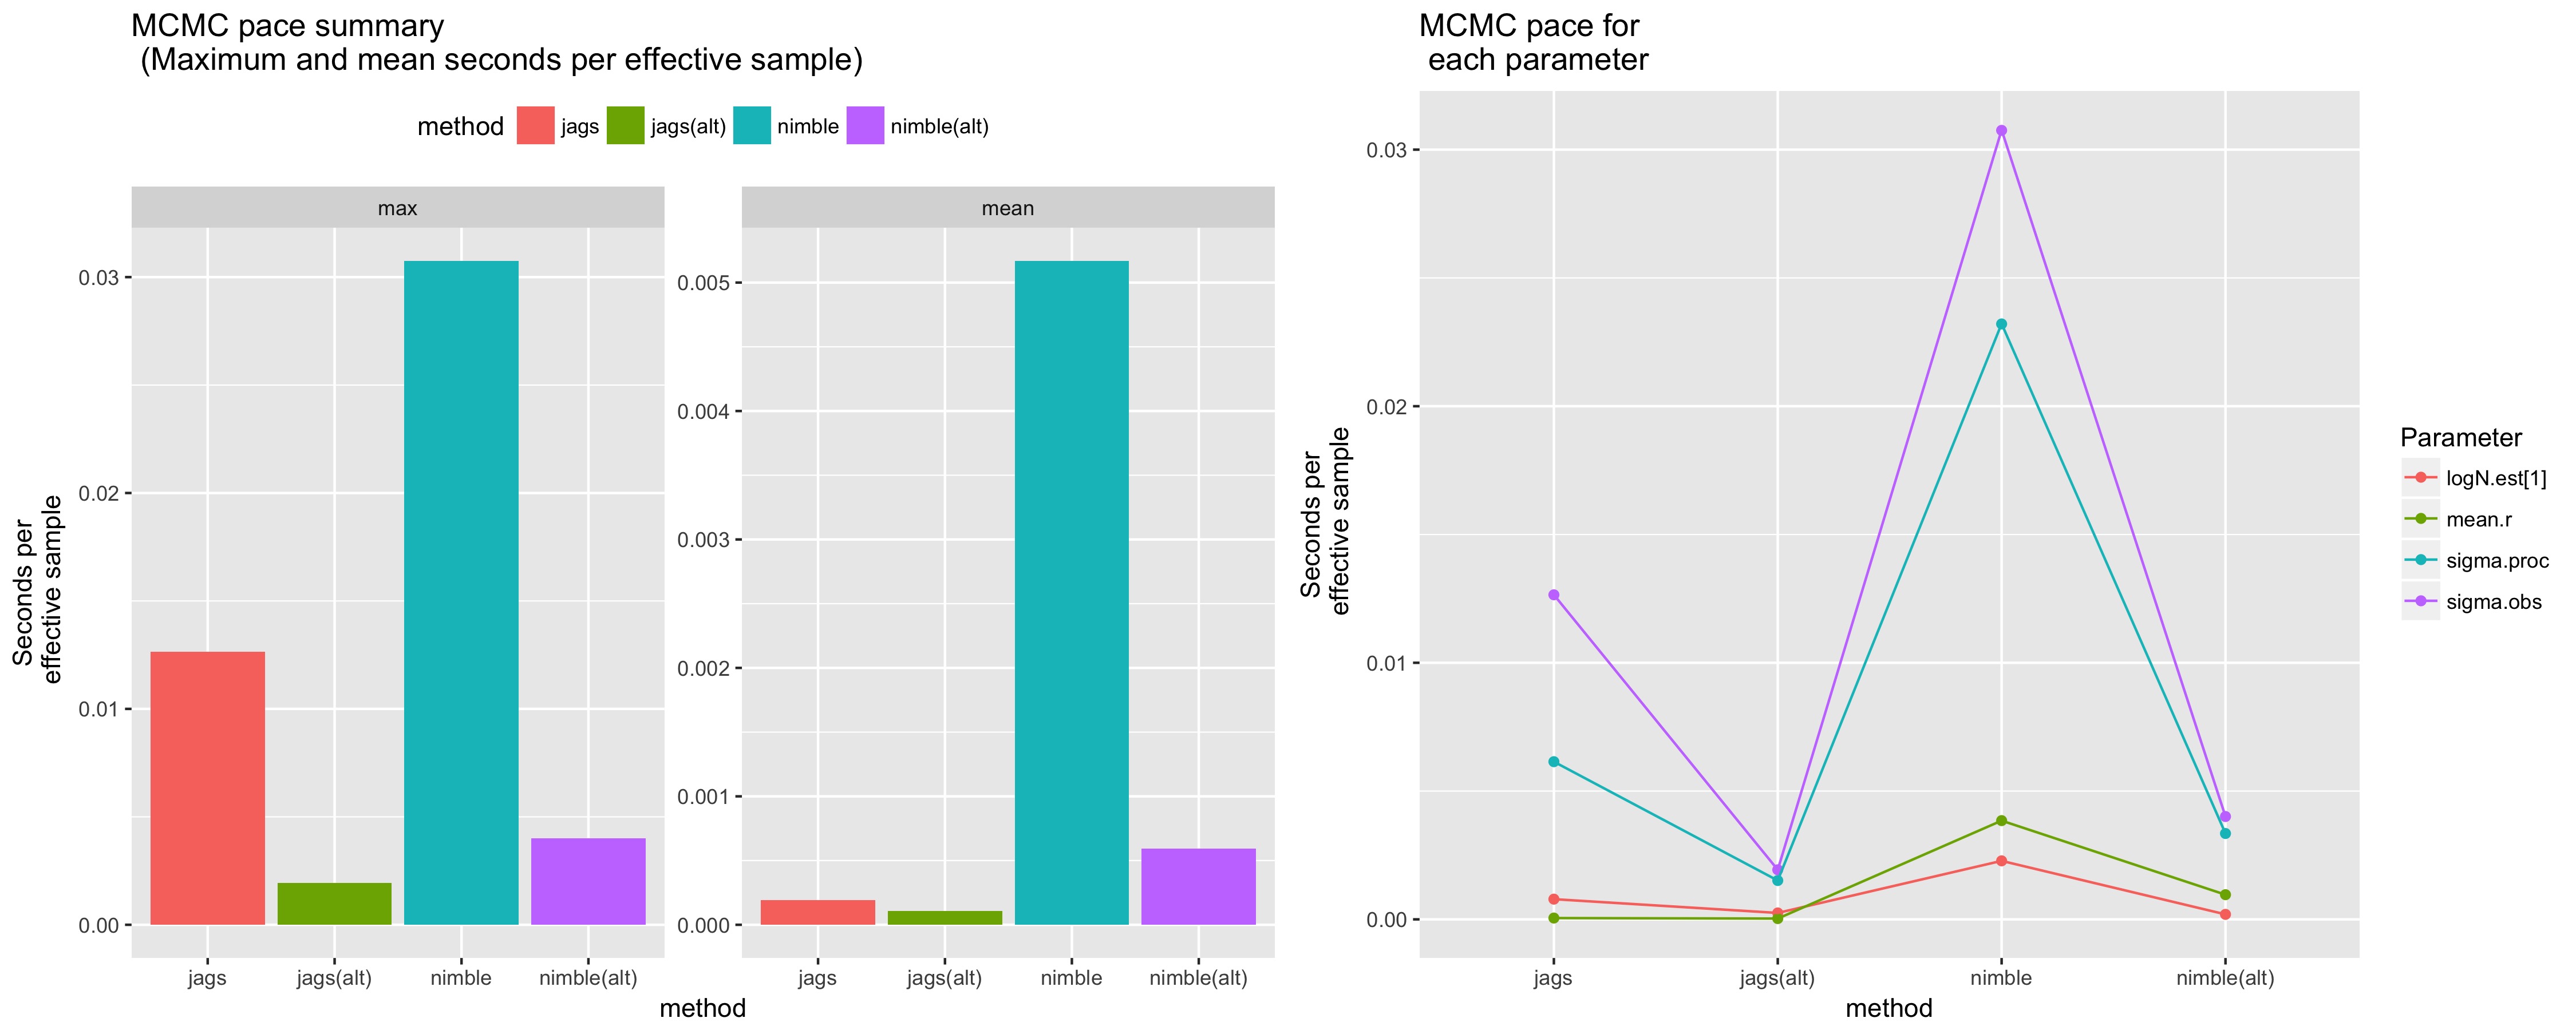 MCMC pace summary
(Maximum and mean seconds per effective sample)
method jags jags(alt) nimble nimble(alt)
max
mean
Seconds per
effective sample
0.03
0.02
0.01
0.00
0.005
0.004
0.003
0.002
0.001
0.000
jags jags(alt) nimble nimble(alt)
jags jags(alt) nimble nimble(alt)
method
MCMC pace for
each parameter
Seconds per
effective sample
0.03
0.02
0.01
0.00
jags jags(alt) nimble nimble(alt)
method
Parameter
logN.est[1]
mean.r
sigma.proc
sigma.obs